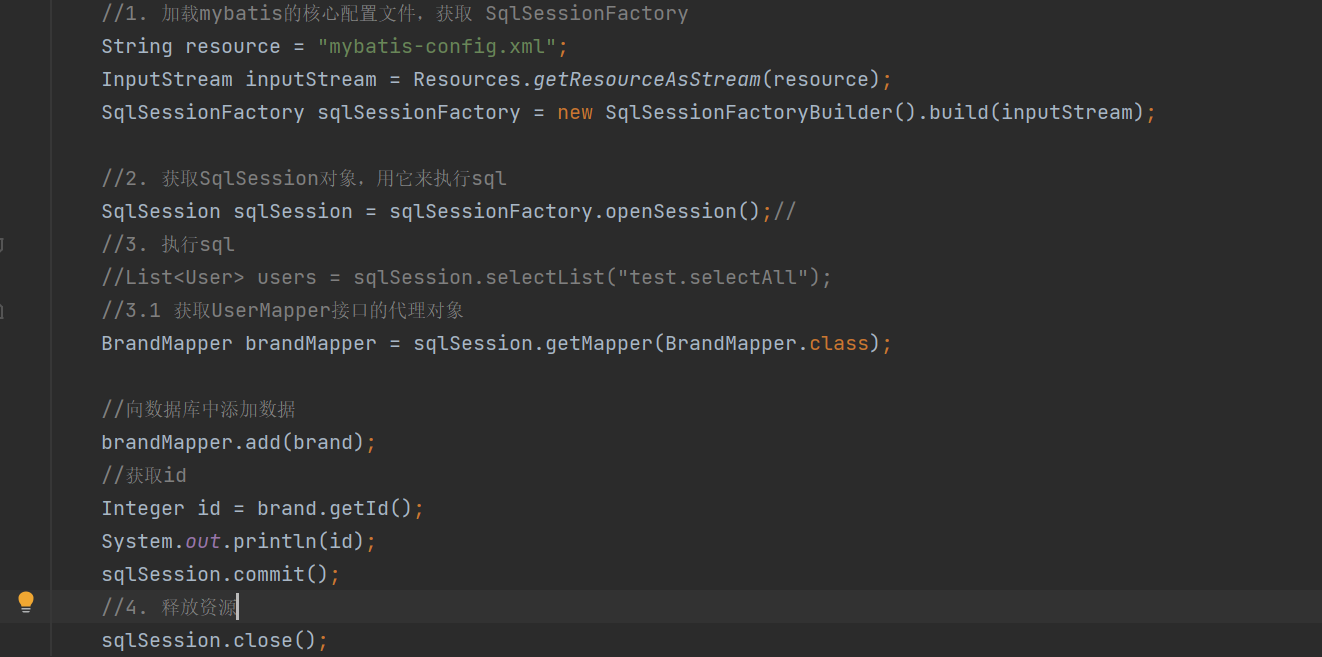 //1. 加载mybatis的核心配置文件，获取 SqlSessionFactory
String resource = "mybatis-config.xml";
InputStream inputStream = Resources.getResourceAsStream(resource);
SqlSessionFactory sqlSessionFactory = new SqlSessionFactoryBuilder().build(inputStream);
//2. 获取SqlSession对象，用它来执行sql
SqlSession sqlSession = sqlSessionFactory.openSession();//
//3. 执行sql
//List<User> users = sqlSession.selectList("test.selectAll");
//3.1 获取UserMapper接口的代理对象
BrandMapper brandMapper = sqlSession.getMapper(BrandMapper.class);
//向数据库中添加数据
brandMapper.add(brand);
//获取id
Integer id = brand.getId();
System.out.println(id);
sqlSession.commit();
//4. 释放资源
sqlSession.close();